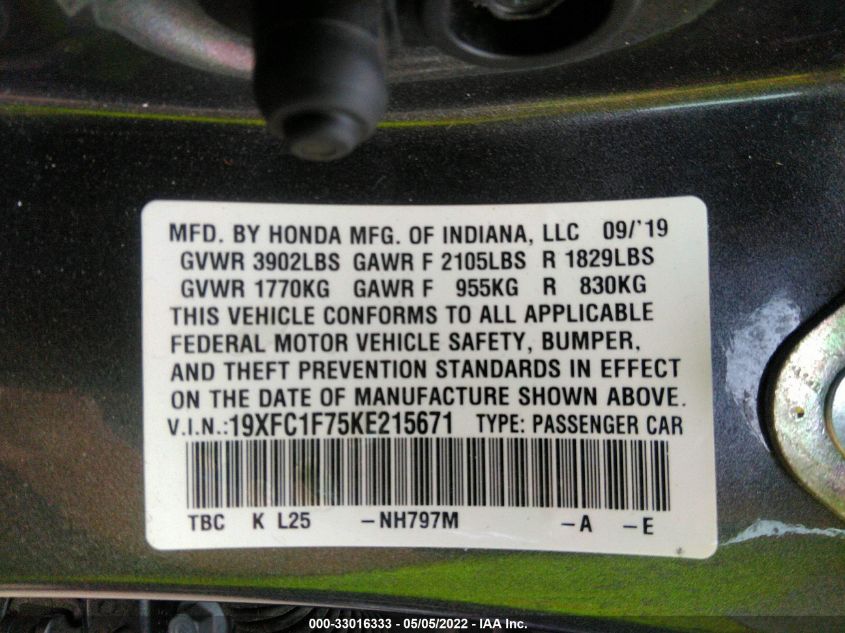 MFD. BY HONDA MFG. OF INDIANA, LLC 09/'19
GVWR 3902LBS GAWR F 2105LBS R 1829LBS
GVWR 1770KG GAWR F 955KG R 830KG
THIS VEHICLE CONFORMS TO ALL APPLICABLE
FEDERAL MOTOR VEHICLE SAFETY, BUMPER,
AND THEFT PREVENTION STANDARDS IN EFFECT
ON THE DATE OF MANUFACTURE SHOWN ABOVE.
V.I.N.:19XFC1F75KE215671 TYPE: PASSENGER CAR
TBC K L25 -NH797M -A -E
000-33016333 - 05/05/2022 - IAA Inc.